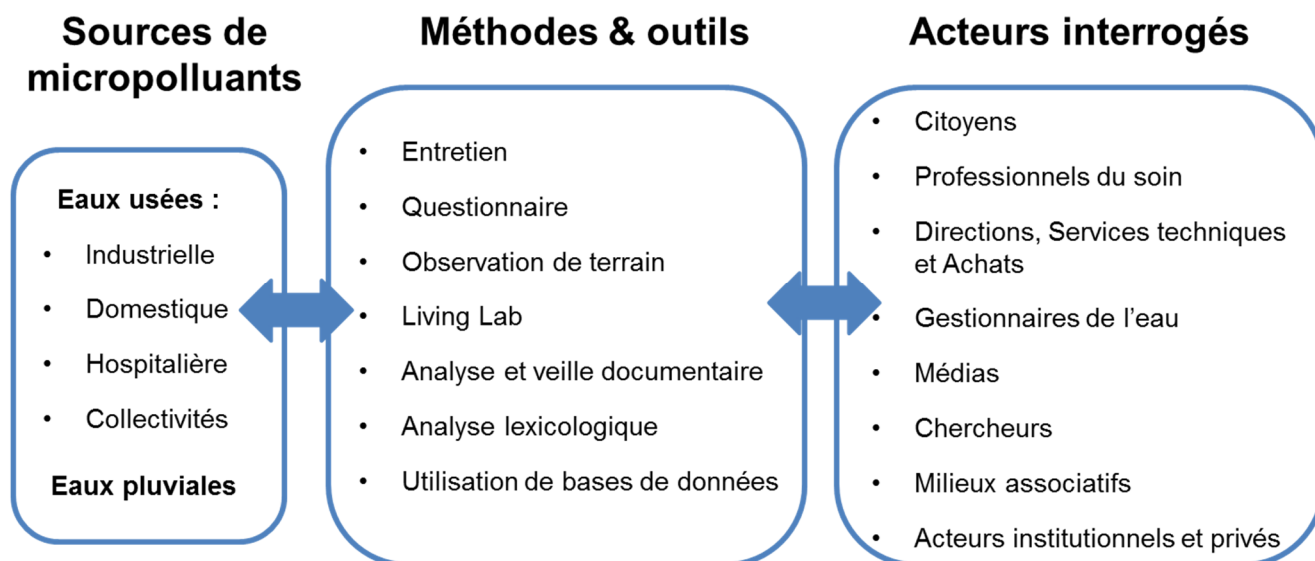 Sources de
micropolluants
Eaux usées :
• Industrielle
• Domestique
• Hospitalière
• Collectivités
Eaux pluviales
Méthodes & outils
• Entretien
• Questionnaire
• Observation de terrain
• Living Lab
• Analyse et veille documentaire
• Analyse lexicologique
• Utilisation de bases de données
Acteurs interrogés
• Citoyens
• Professionnels du soin
• Directions, Services techniques
et Achats
• Gestionnaires de l’eau
• Médias
• Chercheurs
• Milieux associatifs
• Acteurs institutionnels et privés